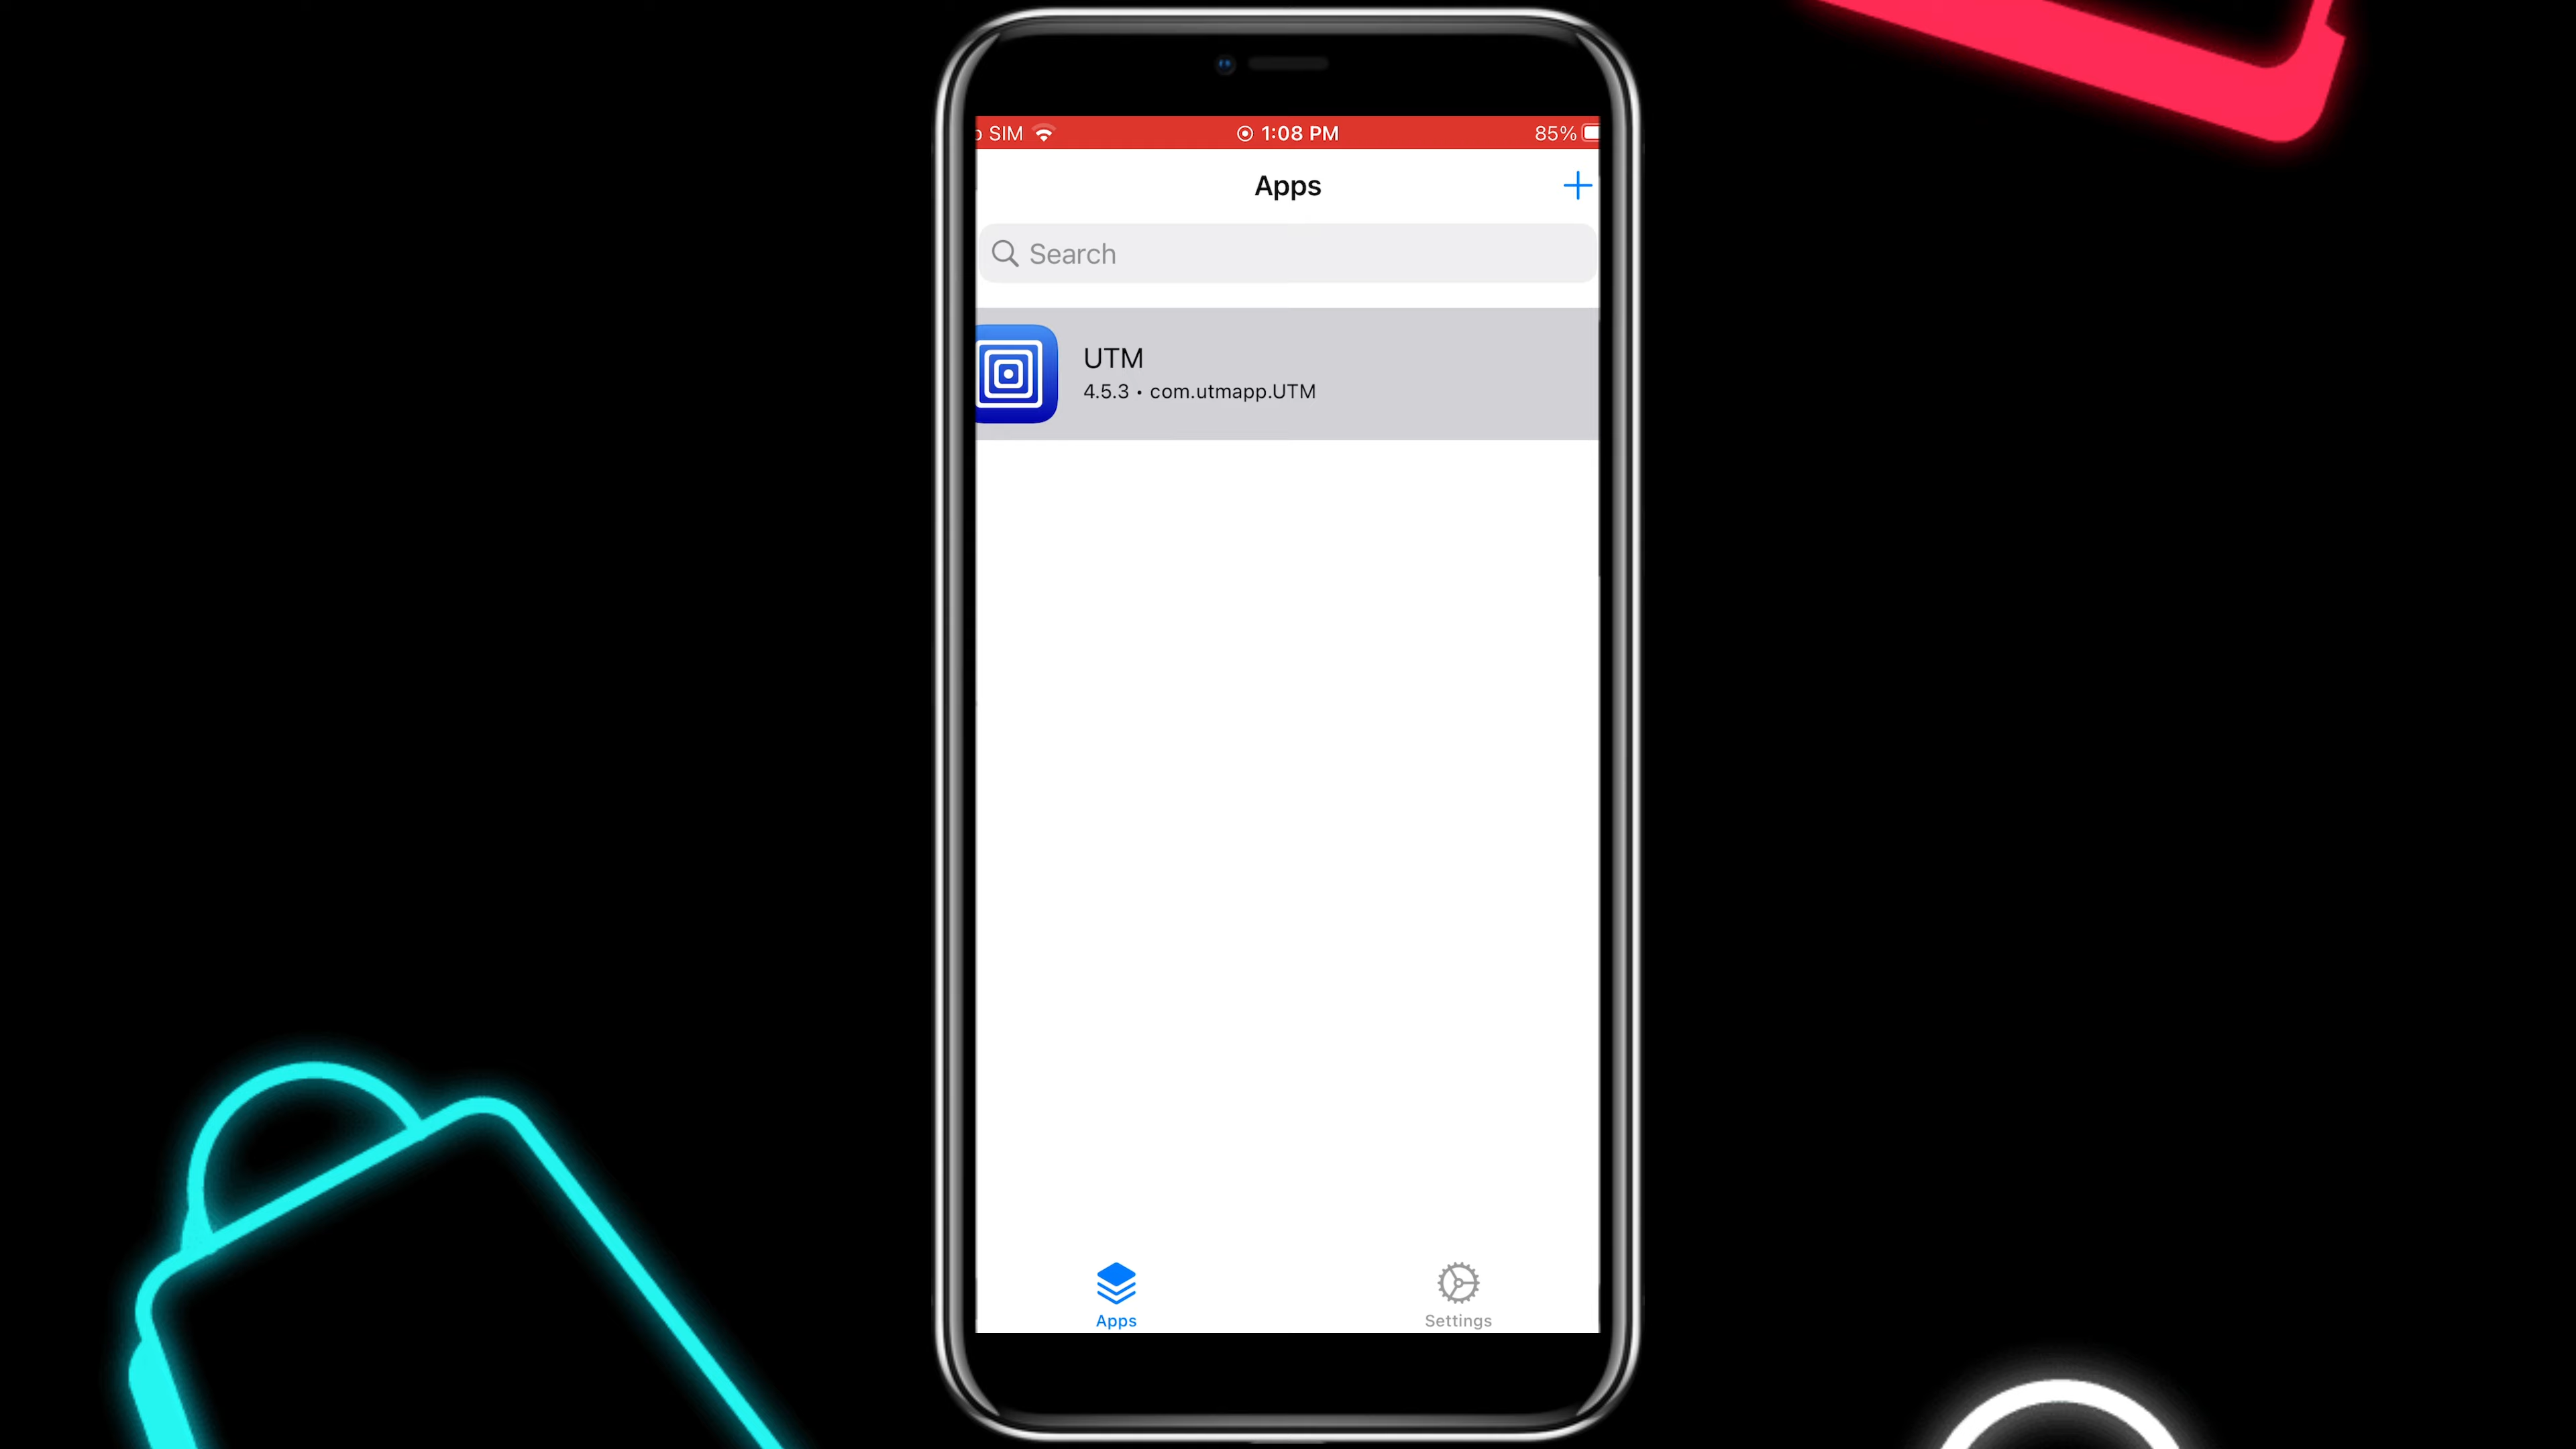 SIM 1:08 PM 85%
Apps
Search
UTM
4.5.3 • com.utmapp.UTM
Apps Settings